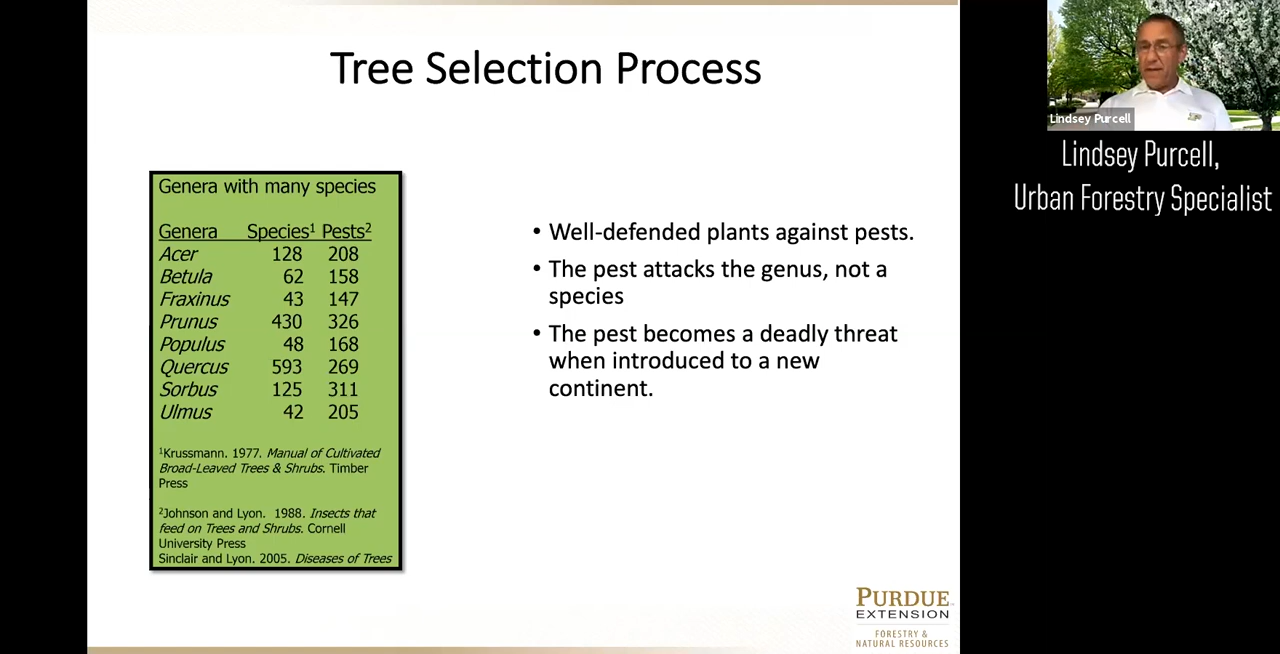 Tree Selection Process
Genera with many species
Genera Species¹ Pests²
Acer 128 208
Betula 62 158
Fraxinus 43 147
Prunus 430 326
Populus 48 168
Quercus 593 269
Sorbus 125 311
Ulmus 42 205
¹Krussmann. 1977. Manual of Cultivated
Broad-Leaved Trees & Shrubs. Timber
Press
²Johnson and Lyon. 1988. Insects that
feed on Trees and Shrubs. Cornell
University Press
Sinclair and Lyon. 2005. Diseases of Trees
• Well-defended plants against pests.
• The pest attacks the genus, not a
species
• The pest becomes a deadly threat
when introduced to a new
continent.
PURDUE
EXTENSION
FORESTRY &
NATURAL RESOURCES
Lindsey Purcell
Lindsey Purcell,
Urban Forestry Specialist